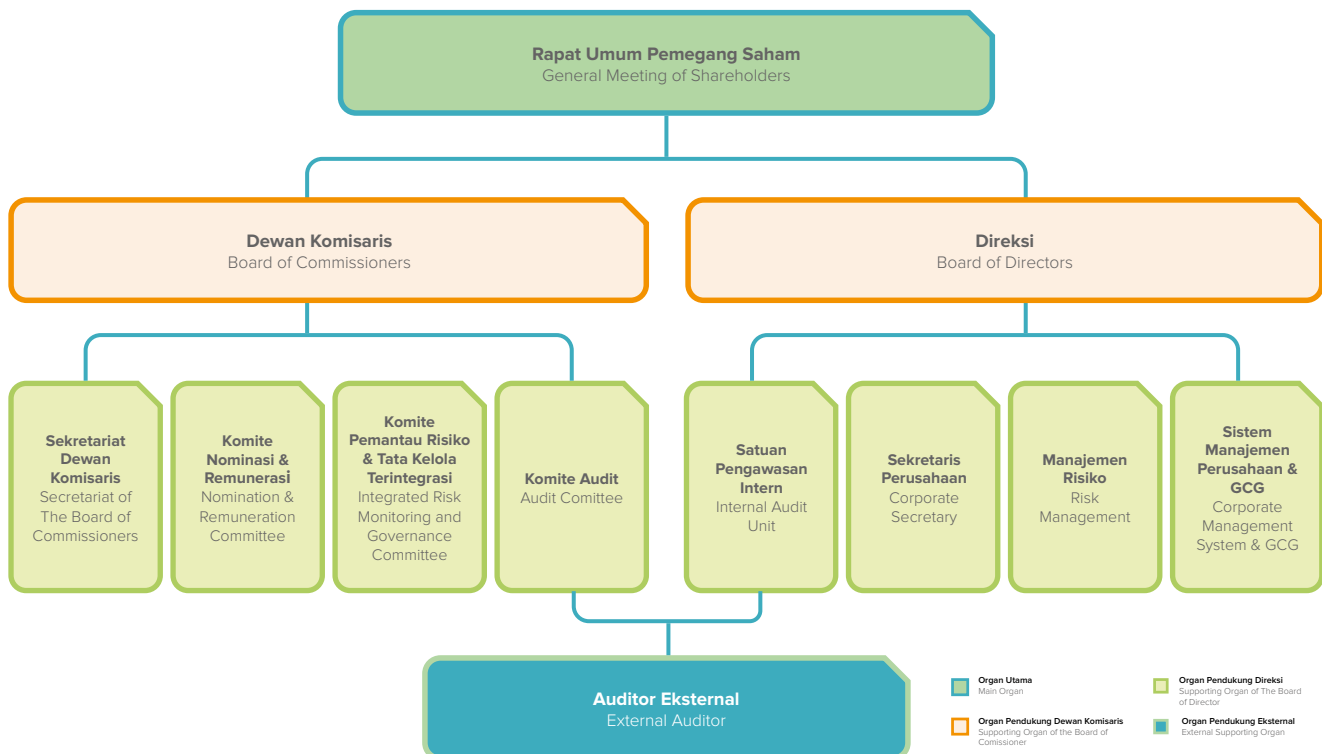 Rapat Umum Pemegang Saham
General Meeting of Shareholders
Dewan Komisaris
Board of Commissioners
Direksi
Board of Directors
Sekretariat
Dewan
Komisaris
Secretariat of
The Board of
Commissioners
Komite
Nominasi &
Remunerasi
Nomination &
Remuneration
Committee
Komite
Pemantau Risiko
& Tata Kelola
Terintegrasi
Integrated Risk
Monitoring and
Governance
Committee
Komite Audit
Audit Comittee
Satuan
Pengawasan
Intern
Internal Audit
Unit
Sekretaris
Perusahaan
Corporate
Secretary
Manajemen
Risiko
Risk
Management
Sistem
Manajemen
Perusahaan &
GCG
Corporate
Management
System & GCG
Auditor Eksternal
External Auditor
Organ Utama
Main Organ
Organ Pendukung Dewan Komisaris
Supporting Organ of the Board of
Comissioner
Organ Pendukung Direksi
Supporting Organ of The Board
of Director
Organ Pendukung Eksternal
External Supporting Organ